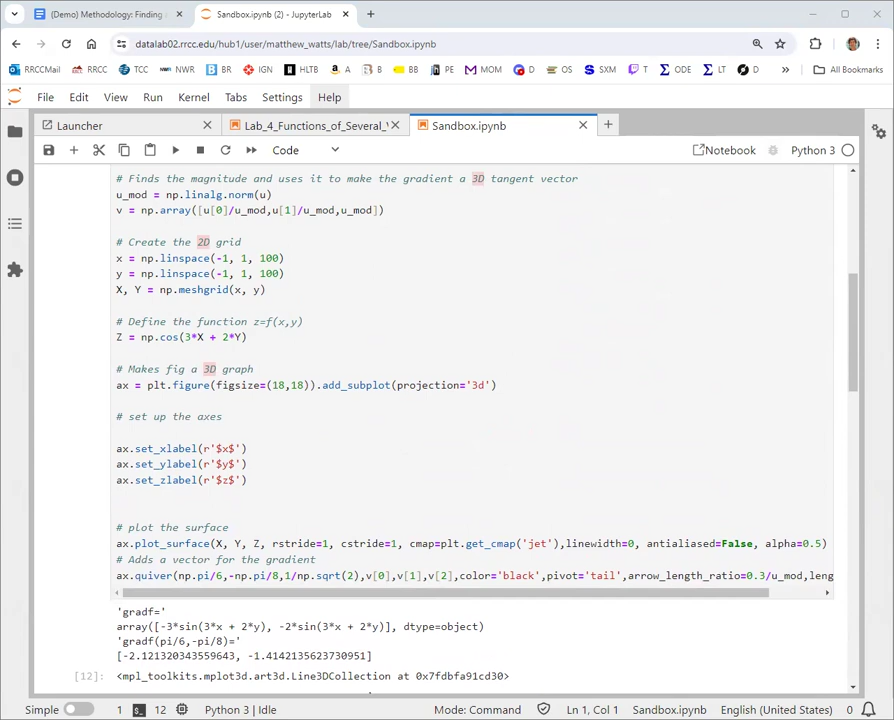 (Demo) Methodology: Finding
Sandbox.ipynb (2) - JupyterLab
datalab02.rrcc.edu/hub1/user/matthew_watts/lab/tree/Sandbox.ipynb
RRCCMail RRCC TCC NWR BR IGN HLTB A B BB PE MOM D OS SXM T ODE LT D » All Bookmarks
File Edit View Run Kernel Tabs Settings Help
Launcher Lab_4_Functions_of_Several_V Sandbox.ipynb
Code Notebook Python 3
# Finds the magnitude and uses it to make the gradient a 3D tangent vector
u_mod = np.linalg.norm(u)
v = np.array([u[0]/u_mod,u[1]/u_mod,u_mod])
# Create the 2D grid
x = np.linspace(-1, 1, 100)
y = np.linspace(-1, 1, 100)
X, Y = np.meshgrid(x, y)
# Define the function z=f(x,y)
Z = np.cos(3*X + 2*Y)
# Makes fig a 3D graph
ax = plt.figure(figsize=(18,18)).add_subplot(projection='3d')
# set up the axes
ax.set_xlabel(r'$x$')
ax.set_ylabel(r'$y$')
ax.set_zlabel(r'$z$')
# plot the surface
ax.plot_surface(X, Y, Z, rstride=1, cstride=1, cmap=plt.get_cmap('jet'),linewidth=0, antialiased=False, alpha=0.5)
# Adds a vector for the gradient
ax.quiver(np.pi/6,-np.pi/8,1/np.sqrt(2),v[0],v[1],v[2],color='black',pivot='tail',arrow_length_ratio=0.3/u_mod,leng
'gradf='
array([-3*sin(3*x + 2*y), -2*sin(3*x + 2*y)], dtype=object)
'gradf(pi/6,-pi/8)='
[-2.121320343559643, -1.4142135623730951]
[12]: <mpl_toolkits.mplot3d.art3d.Line3DCollection at 0x7fdbfa91cd30>
Simple 1 12 Python 3 | Idle Mode: Command Ln 1, Col 1 Sandbox.ipynb English (United States) 0